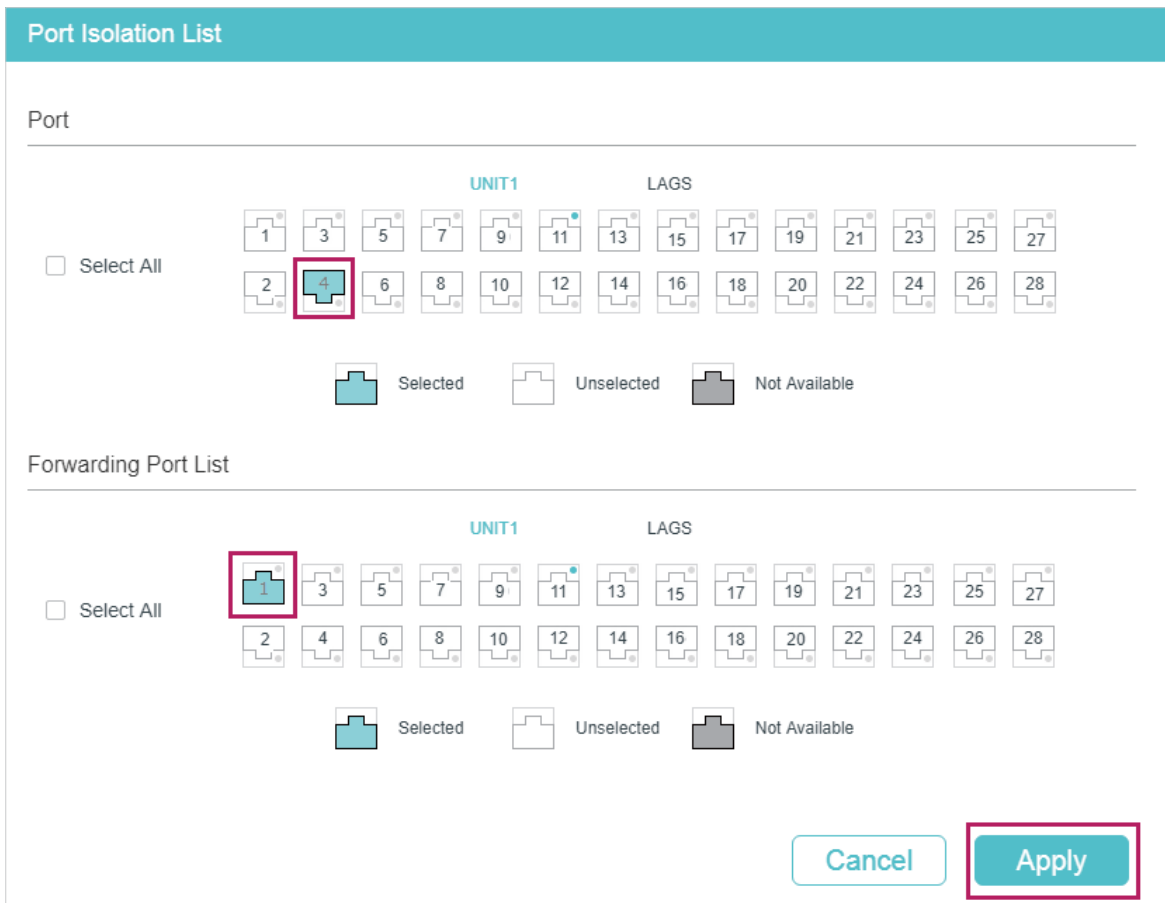 Port Isolation List
Port
UNIT1 LAGS
1 3 5 7 9 11 13 15 17 19 21 23 25 27
Select All
2 4 6 8 10 12 14 16 18 20 22 24 26 28
Selected Unselected Not Available
Forwarding Port List
UNIT1 LAGS
1 3 5 7 9 11 13 15 17 19 21 23 25 27
Select All
2 4 6 8 10 12 14 16 18 20 22 24 26 28
Selected Unselected Not Available
Cancel Apply